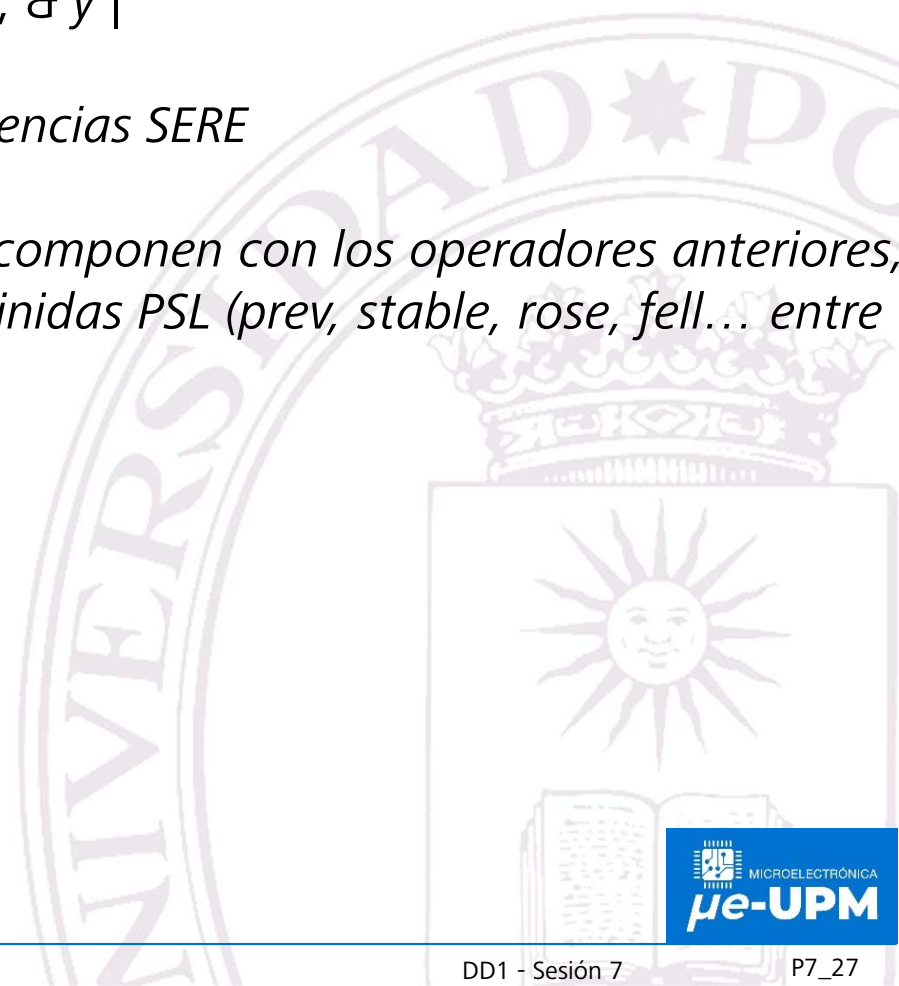 , & y |
encias SERE
componen con los operadores anteriores,
inidas PSL (prev, stable, rose, fell… entre
MICROELECTRÓNICA
µe-UPM
DD1 - Sesión 7
P7_27